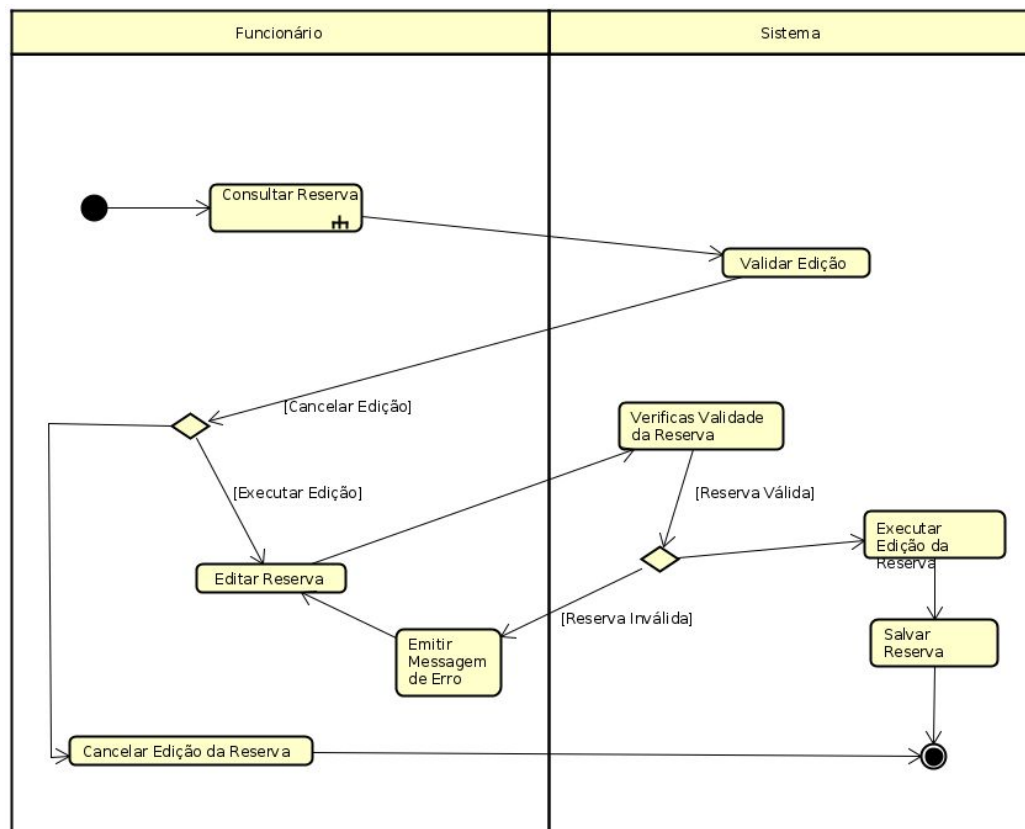 Funcionário
Sistema
Consultar Reserva
Validar Edição
[Cancelar Edição]
Verificas Validade
da Reserva
[Executar Edição]
[Reserva Válida]
Executar
Edição da
Reserva
Editar Reserva
[Reserva Inválida]
Emitir
Messagem
de Erro
Salvar
Reserva
Cancelar Edição da Reserva